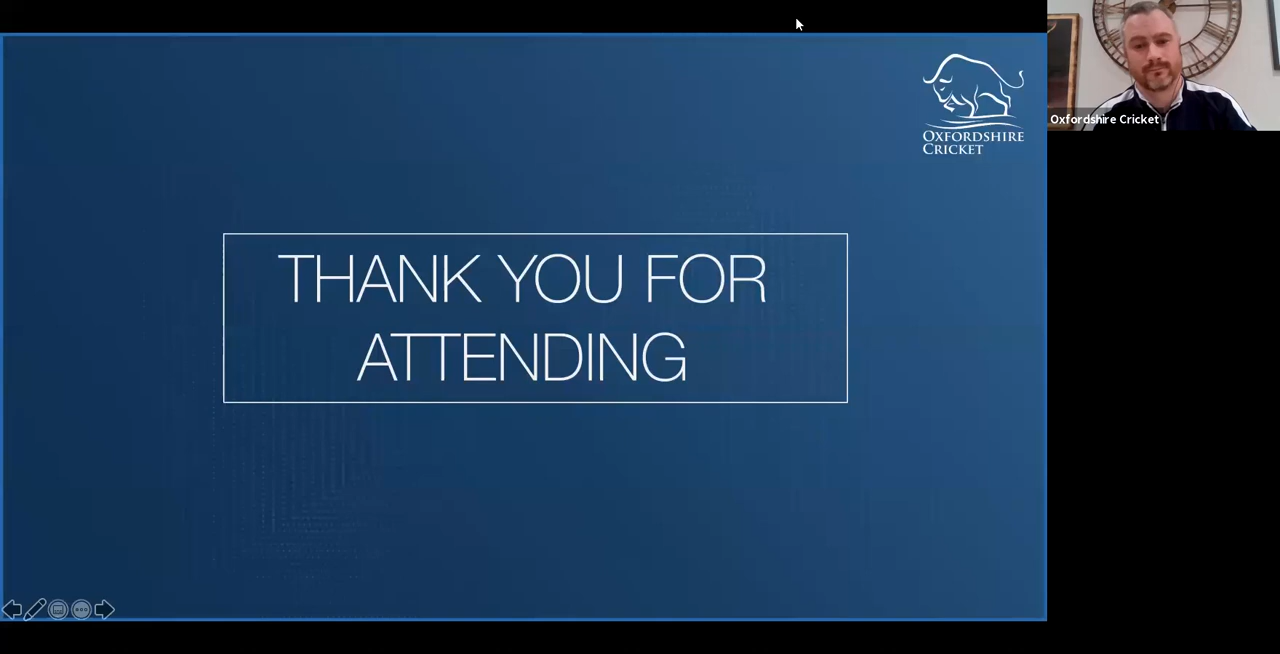 OXFORDSHIRE
CRICKET
THANK YOU FOR
ATTENDING
Oxfordshire Cricket